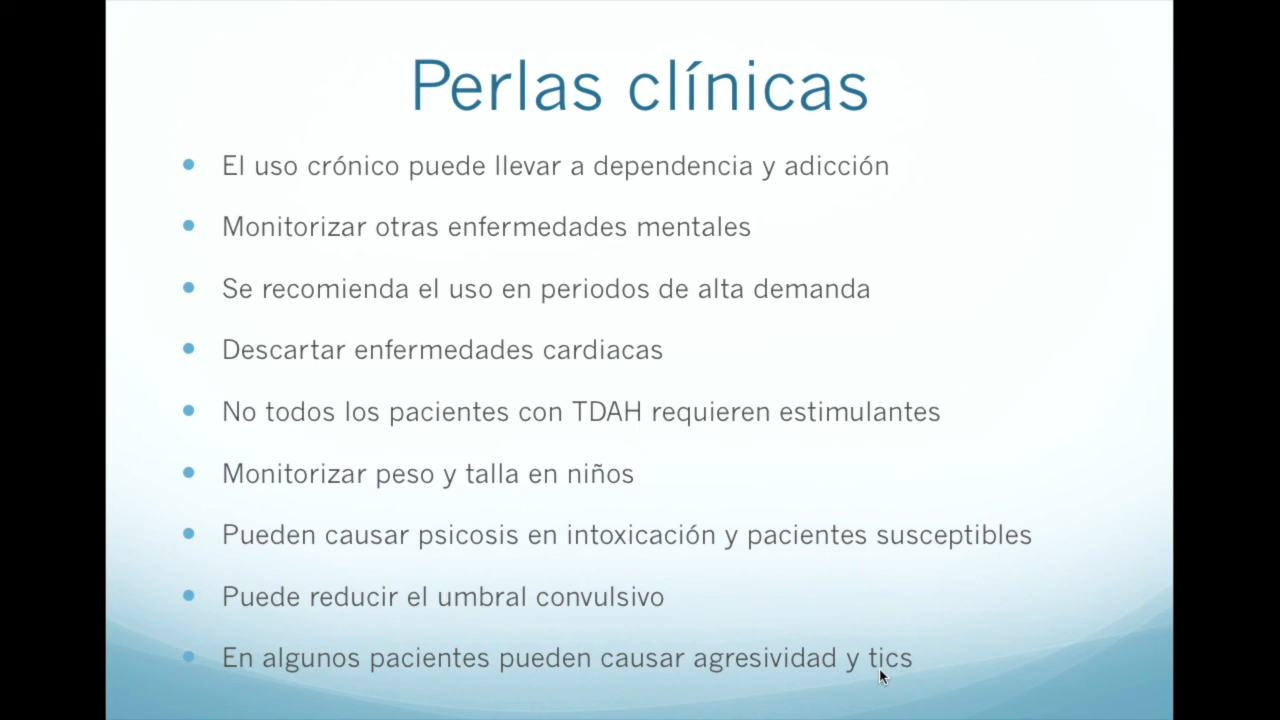 Perlas clínicas
El uso crónico puede llevar a dependencia y adicción
Monitorizar otras enfermedades mentales
Se recomienda el uso en periodos de alta demanda
Descartar enfermedades cardiacas
No todos los pacientes con TDAH requieren estimulantes
Monitorizar peso y talla en niños
Pueden causar psicosis en intoxicación y pacientes susceptibles
Puede reducir el umbral convulsivo
En algunos pacientes pueden causar agresividad y tics